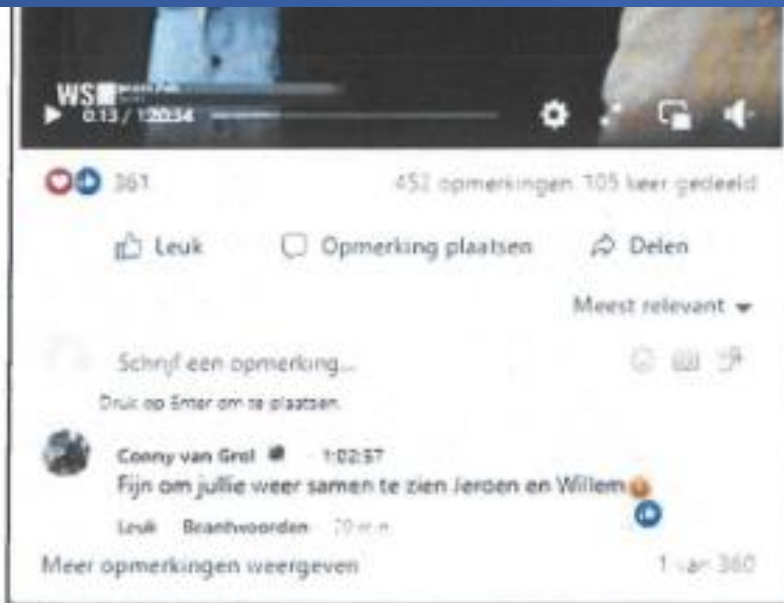 WS
0:13 / 1:20:34
361 452 opmerkingen 105 keer gedeeld
Leuk Opmerking plaatsen Delen
Meest relevant
Schrijf een opmerking...
Druk op Enter om te plaatsen.
Conny van Grol · 1:02:57
Fijn om jullie weer samen te zien Jeroen en Willem
Leuk Beantwoorden 20 min
Meer opmerkingen weergeven 1 van 360